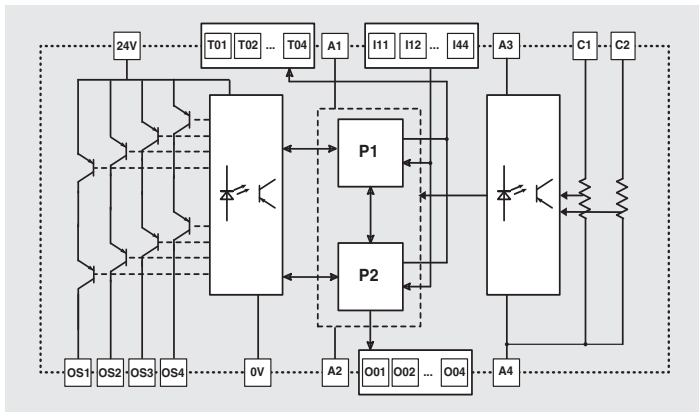 24V T01 T02 ... T04 A1 I11 I12 ... I44 A3 C1 C2
P1
P2
OS1 OS2 OS3 OS4 0V A2 O01 O02 ... O04 A4